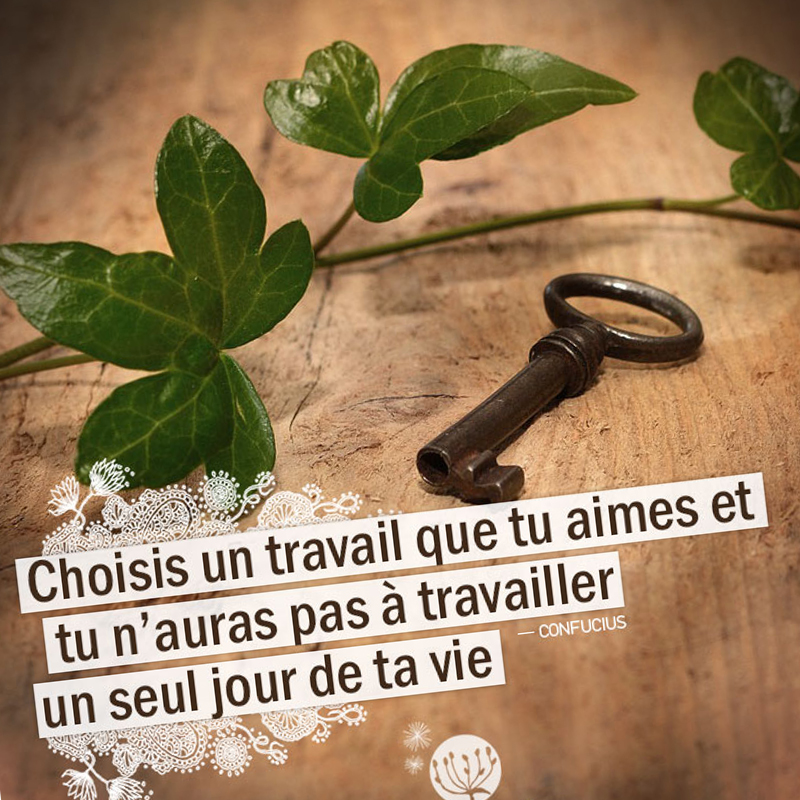 Choisis un travail que tu aimes et
tu n’auras pas à travailler
— CONFUCIUS
un seul jour de ta vie